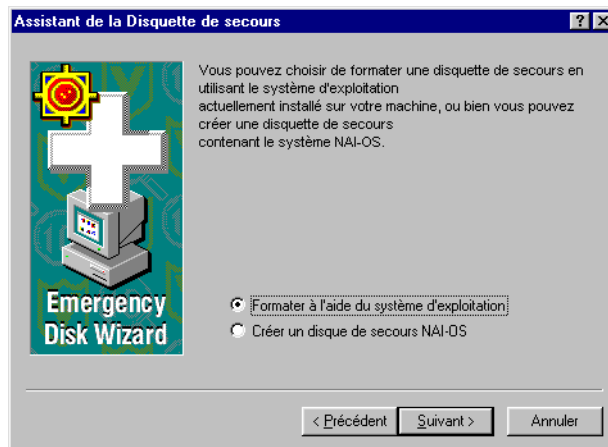 Assistant de la Disquette de secours
Vous pouvez choisir de formater une disquette de secours en
utilisant le système d'exploitation
actuellement installé sur votre machine, ou bien vous pouvez
créer une disquette de secours
contenant le système NAI-OS.
Emergency
Disk Wizard
Formater à l'aide du système d'exploitation
Créer un disque de secours NAI-OS
< Précédent Suivant > Annuler